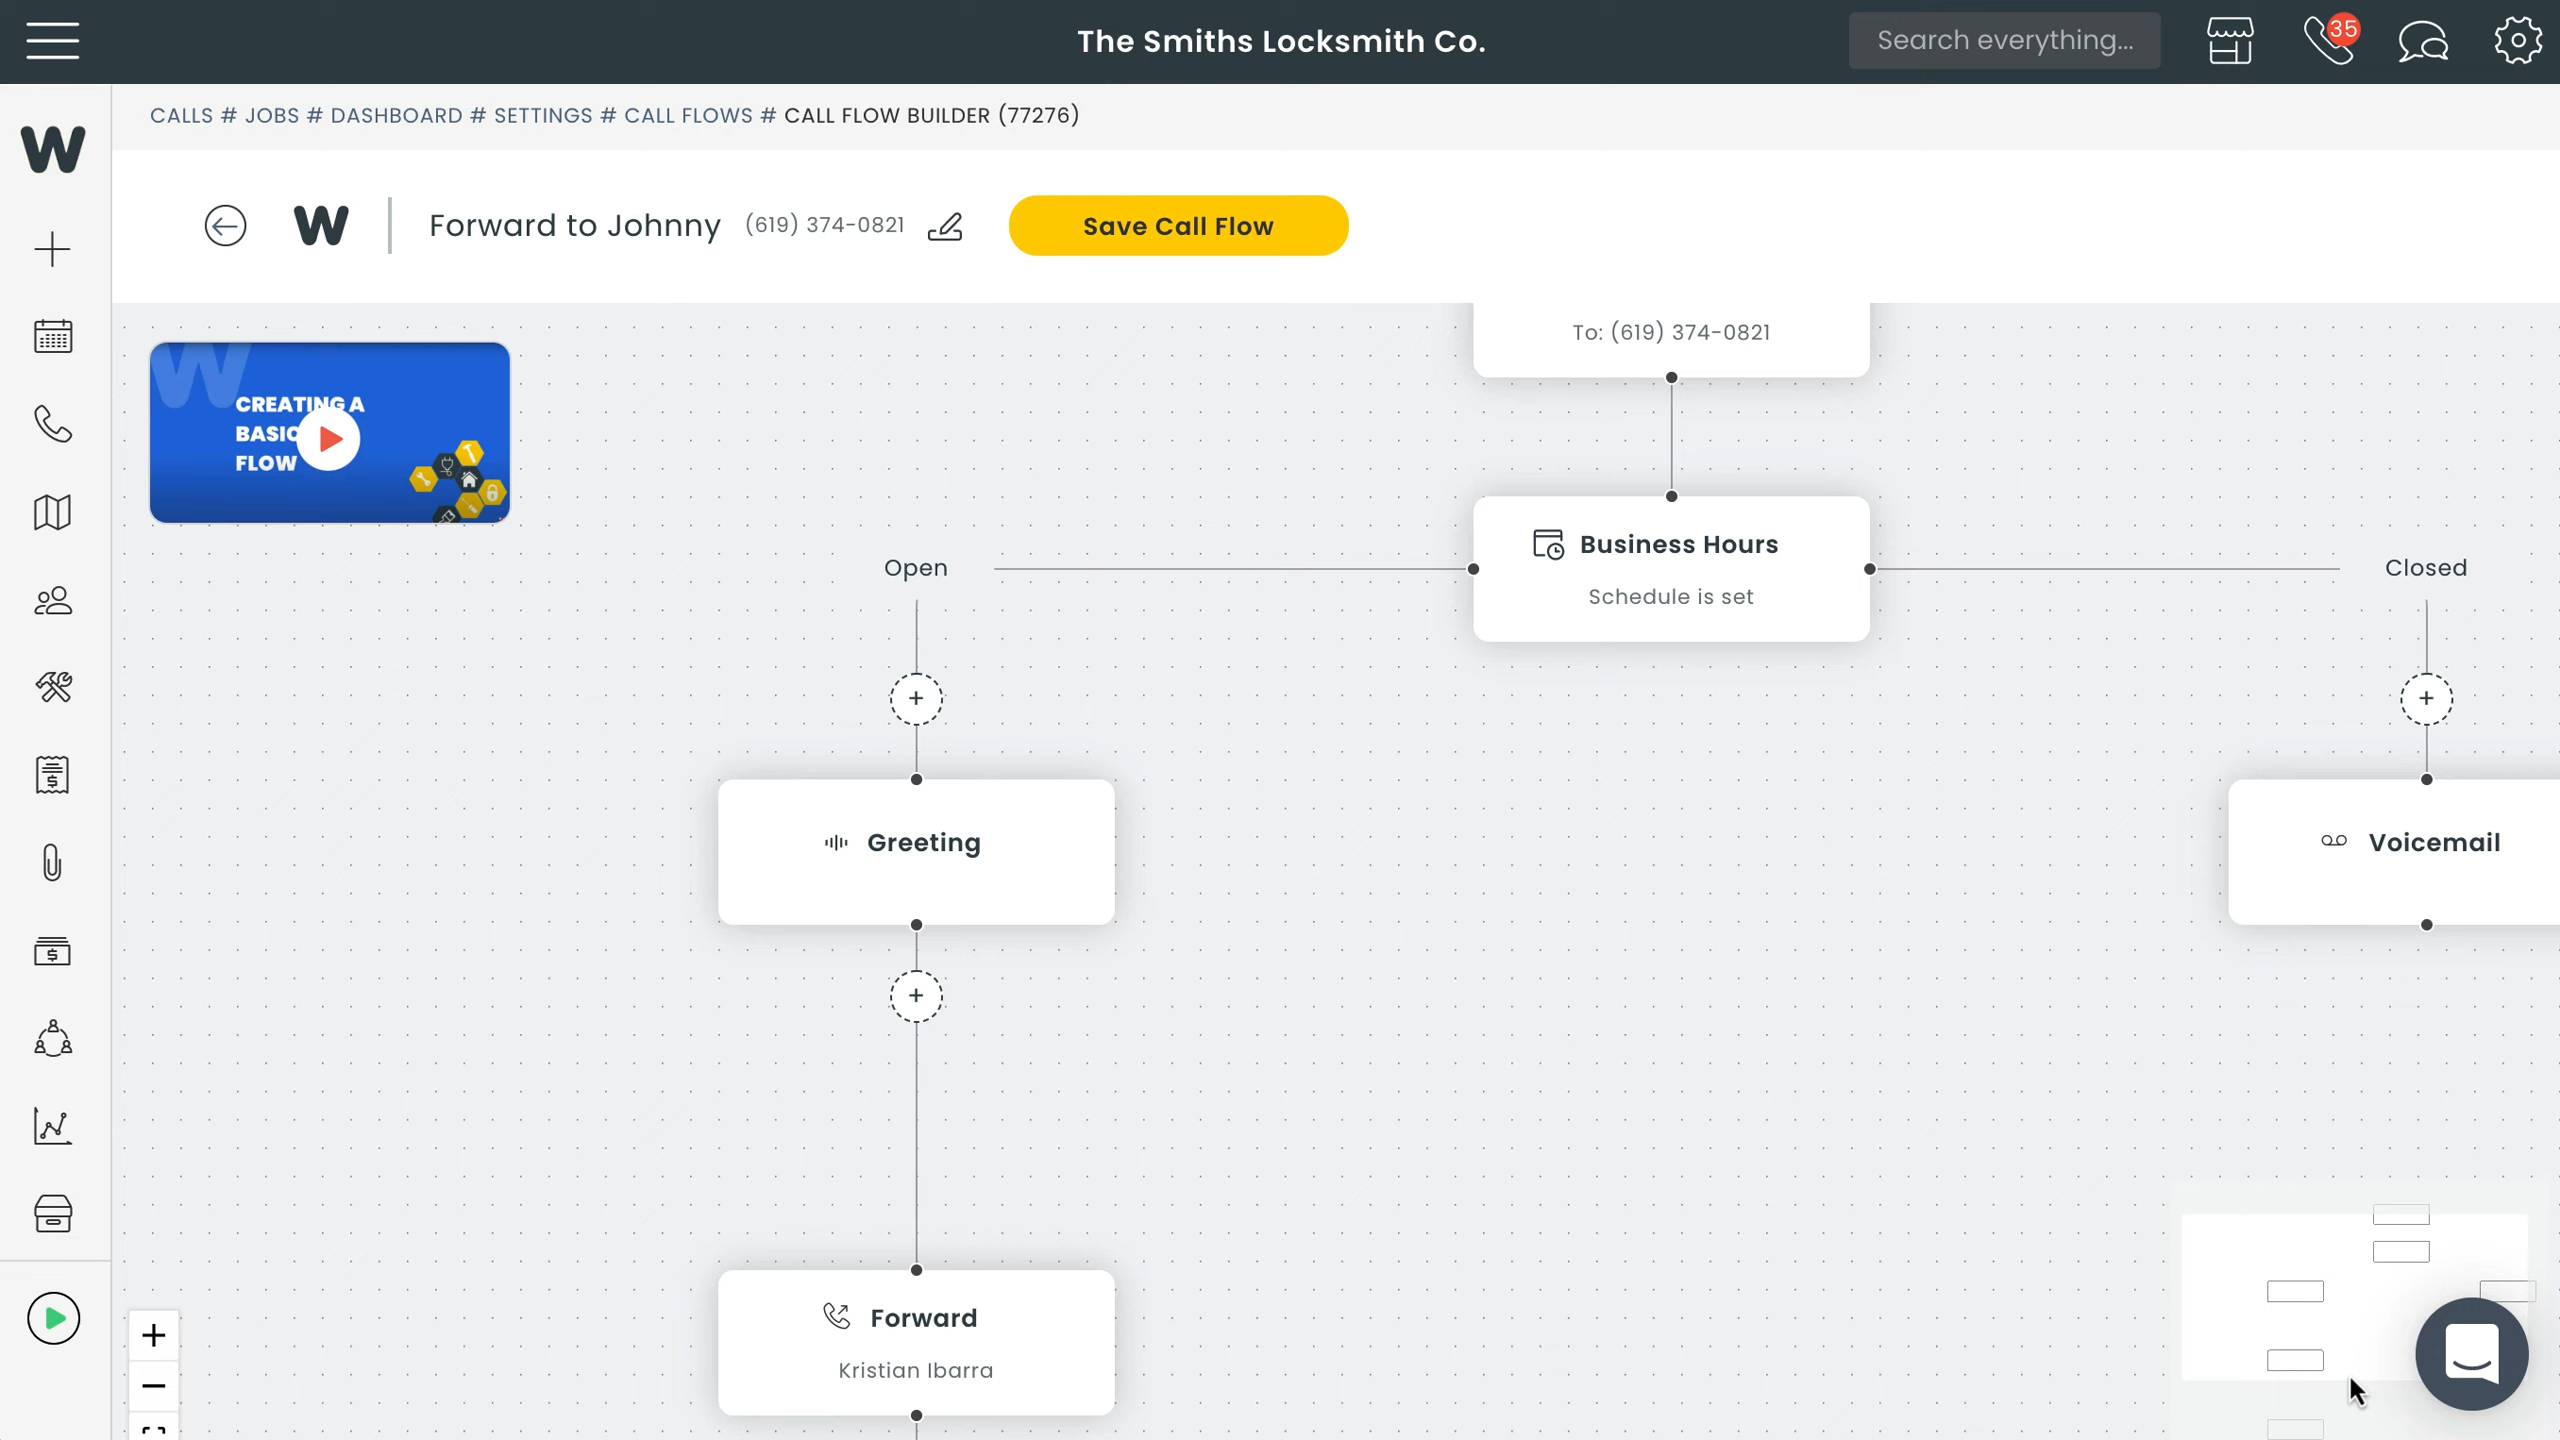 The Smiths Locksmith Co.
Search everything...
35
CALLS # JOBS # DASHBOARD # SETTINGS # CALL FLOWS # CALL FLOW BUILDER (77276)
W
W
Forward to Johnny
(619) 374-0821
Save Call Flow
To: (619) 374-0821
W
CREATING A
BASIC
FLOW
Business Hours
Schedule is set
Open
Closed
+
+
Greeting
Voicemail
+
Forward
Kristian Ibarra
+
−